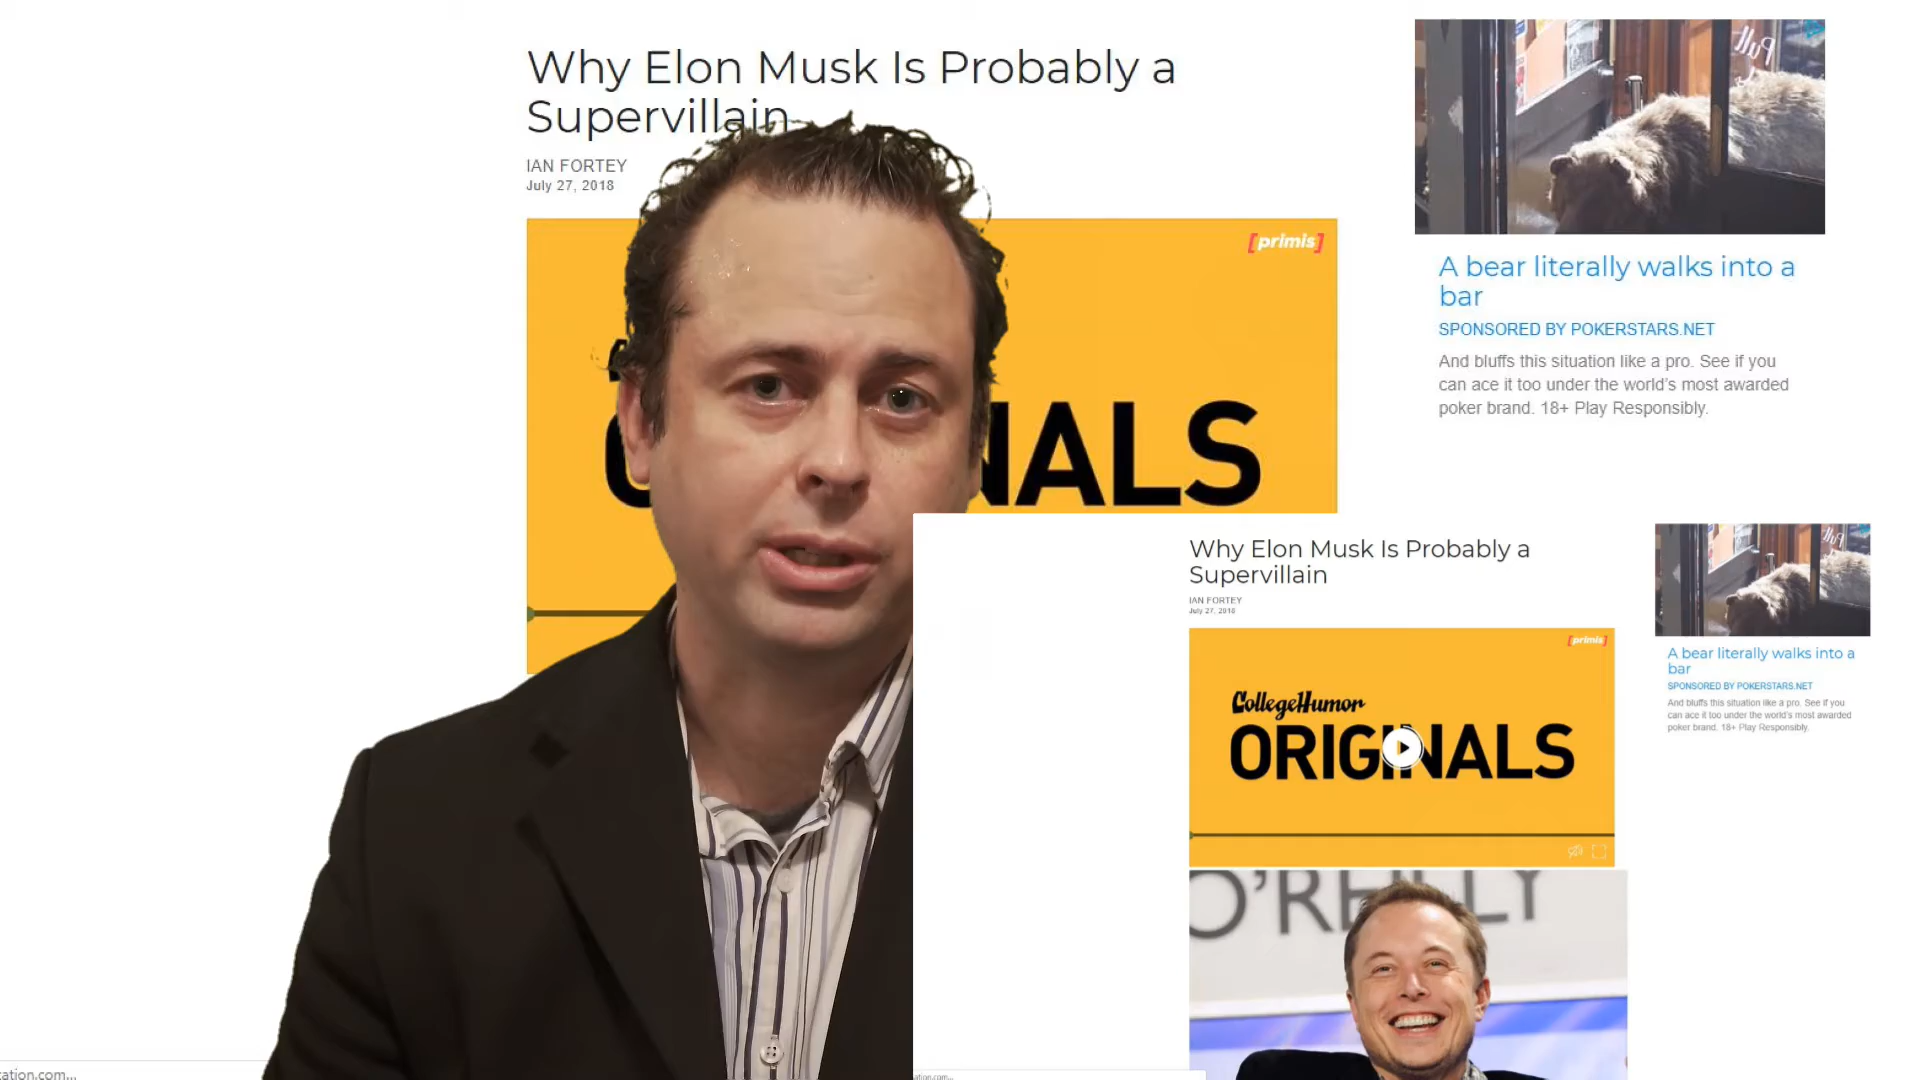 Why Elon Musk Is Probably a
Supervillain
IAN FORTEY
July 27, 2018
[primis]
NALS
A bear literally walks into a
bar
SPONSORED BY POKERSTARS.NET
And bluffs this situation like a pro. See if you
can ace it too under the world's most awarded
poker brand. 18+ Play Responsibly.
Pull
Why Elon Musk Is Probably a
Supervillain
IAN FORTEY
July 27, 2018
[primis]
CollegeHumor
ORIGINALS
O'REILLY
A bear literally walks into a
bar
SPONSORED BY POKERSTARS.NET
And bluffs this situation like a pro. See if you
can ace it too under the world's most awarded
poker brand. 18+ Play Responsibly.
cation.com...
ation.com...